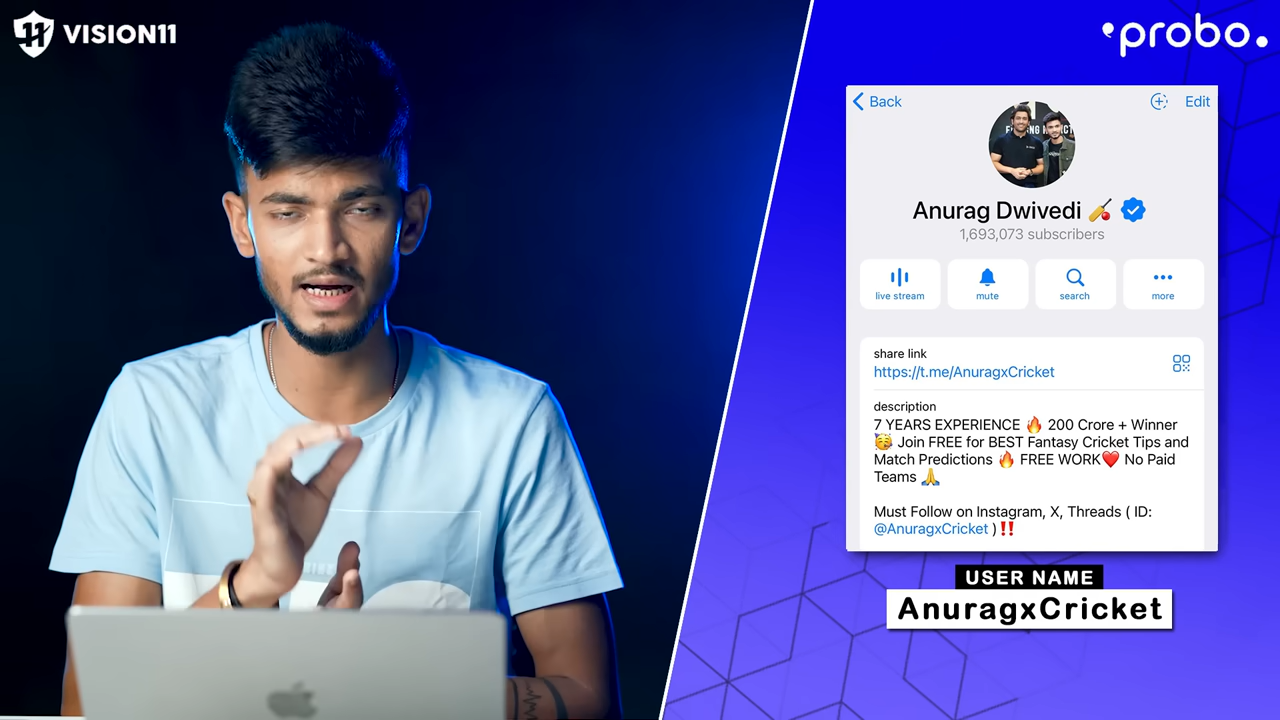 VISION11
probo.
Back
Edit
Anurag Dwivedi 🏏
1,693,073 subscribers
live stream
mute
search
more
share link
https://t.me/AnuragxCricket
description
7 YEARS EXPERIENCE 🔥 200 Crore + Winner
🥳 Join FREE for BEST Fantasy Cricket Tips and
Match Predictions 🔥 FREE WORK❤️ No Paid
Teams 🙏
Must Follow on Instagram, X, Threads ( ID:
@AnuragxCricket )‼️
USER NAME
AnuragxCricket